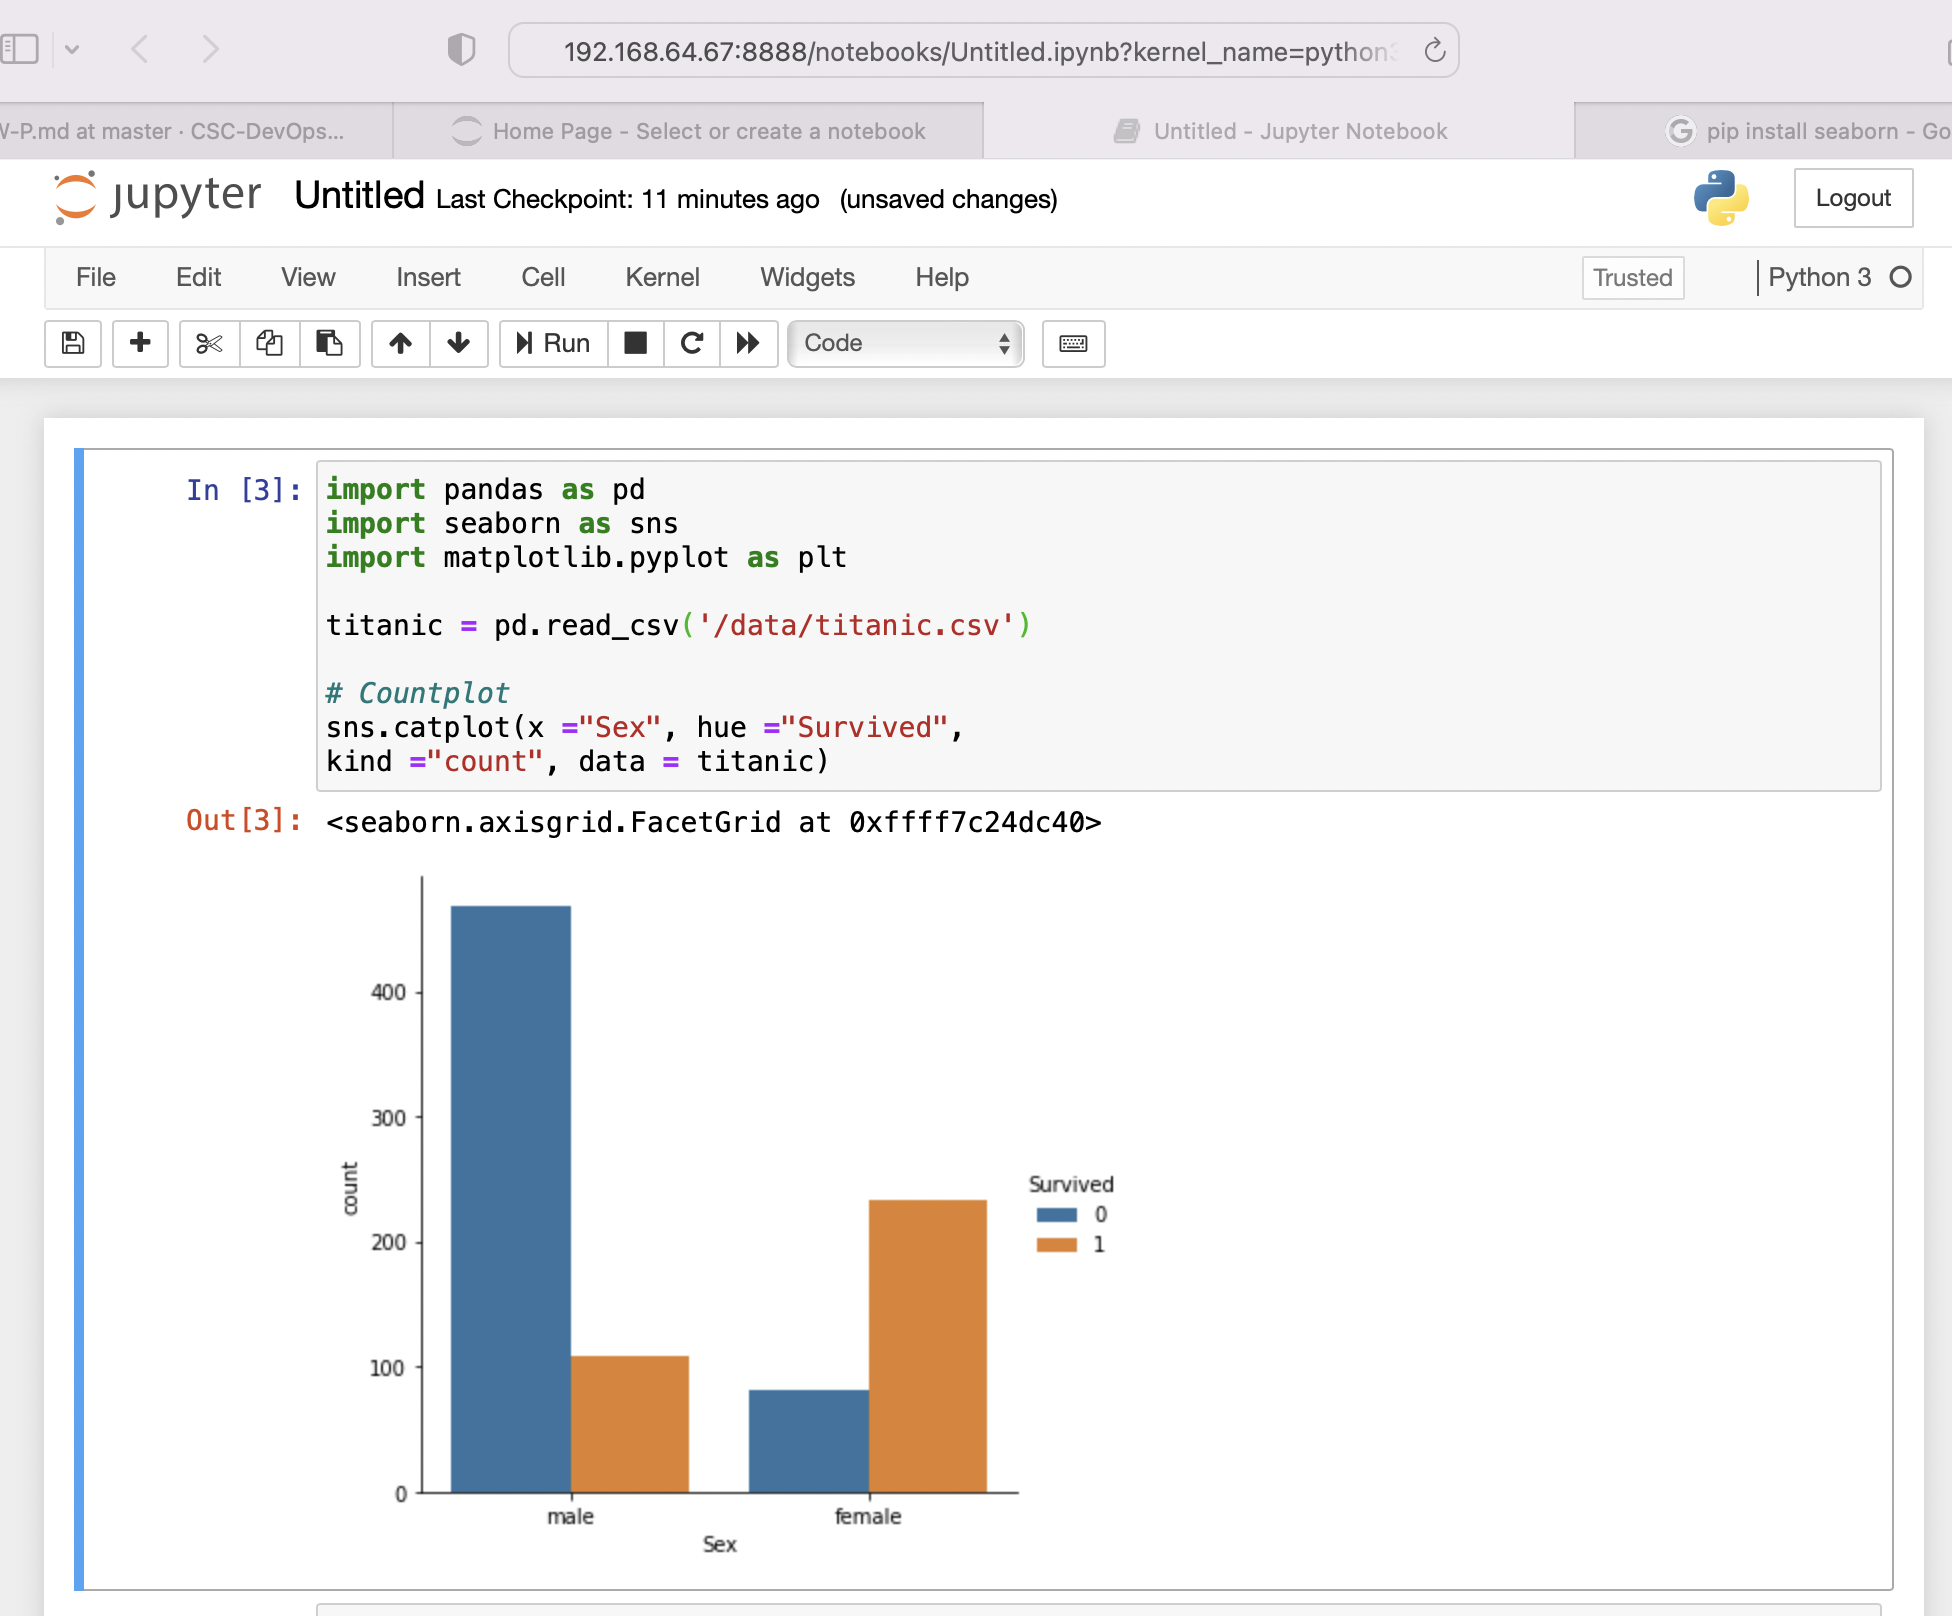 192.168.64.67:8888/notebooks/Untitled.ipynb?kernel_name=python
-P.md at master · CSC-DevOps...
Home Page - Select or create a notebook
Untitled - Jupyter Notebook
pip install seaborn - Go
jupyter Untitled Last Checkpoint: 11 minutes ago (unsaved changes)
Logout
File Edit View Insert Cell Kernel Widgets Help
Trusted
Python 3
Run
Code
In [3]:
import pandas as pd
import seaborn as sns
import matplotlib.pyplot as plt
titanic = pd.read_csv('/data/titanic.csv')
# Countplot
sns.catplot(x ="Sex", hue ="Survived",
kind ="count", data = titanic)
Out[3]:
<seaborn.axisgrid.FacetGrid at 0xffff7c24dc40>
400
300
200
100
0
count
male
female
Sex
Survived
0
1